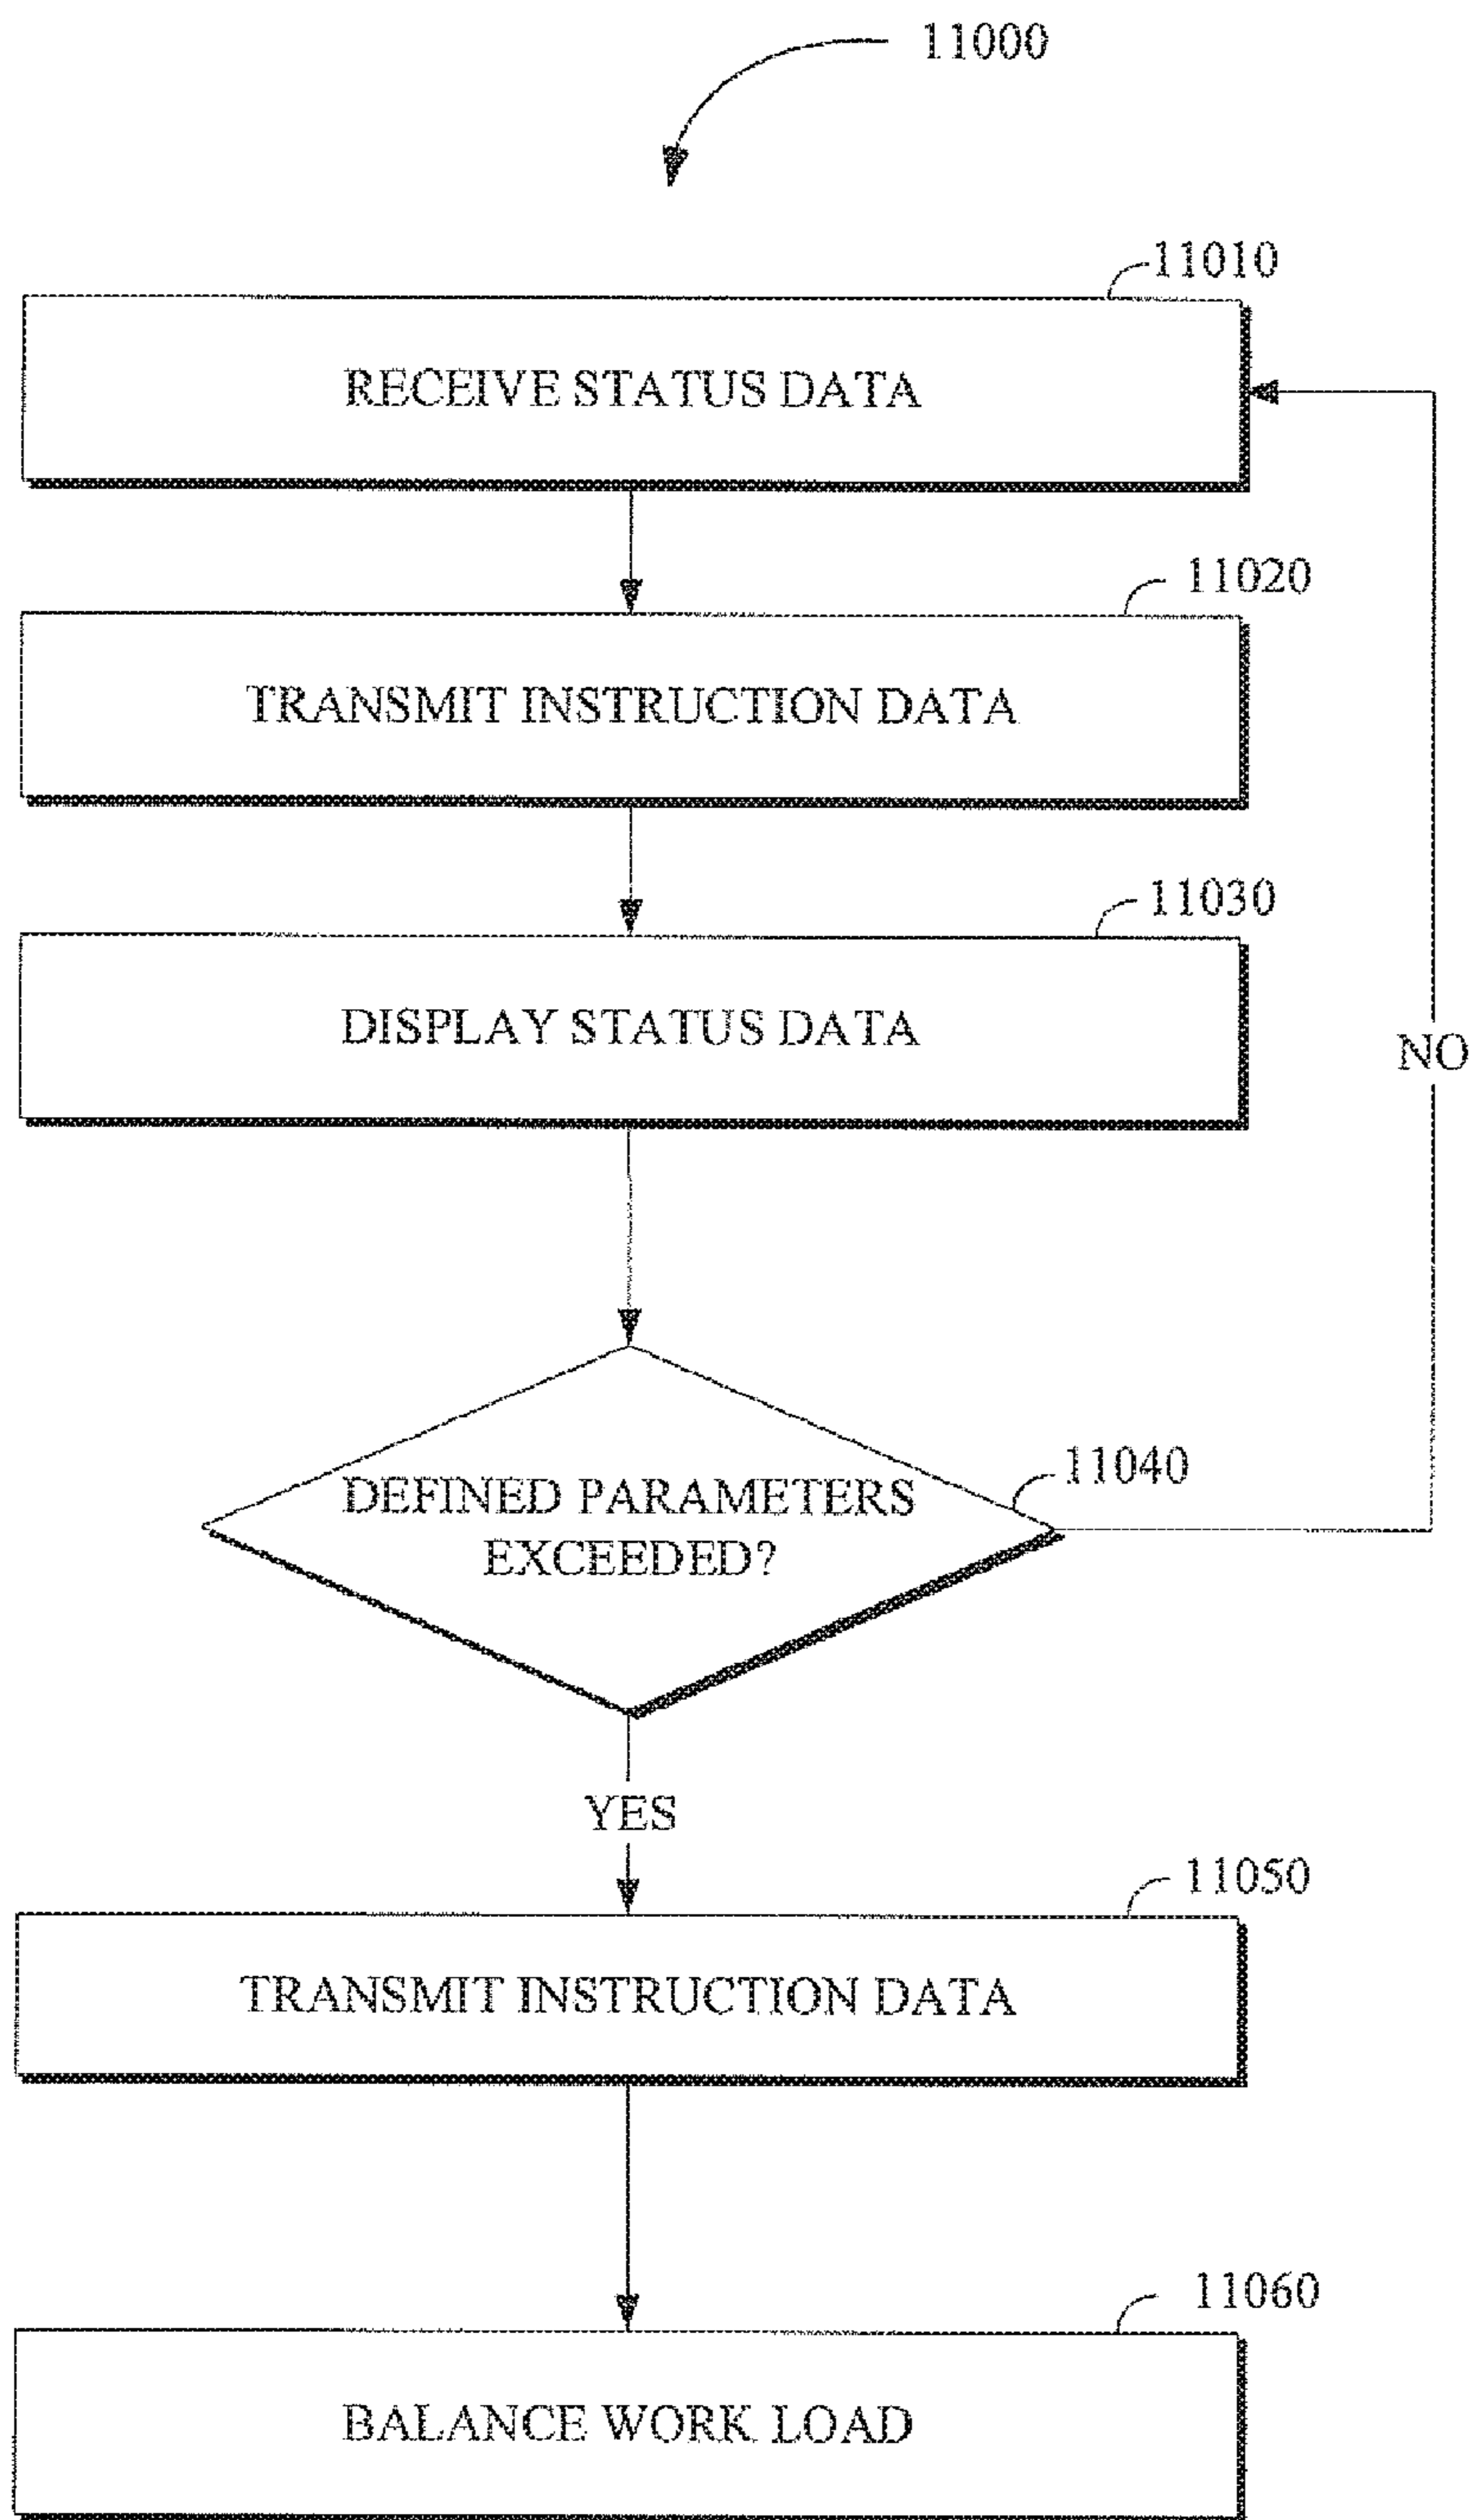 11000
11010
RECEIVE STATUS DATA
11020
TRANSMIT INSTRUCTION DATA
11030
DISPLAY STATUS DATA
NO
11040
DEFINED PARAMETERS
EXCEEDED?
YES
11050
TRANSMIT INSTRUCTION DATA
11060
BALANCE WORK LOAD